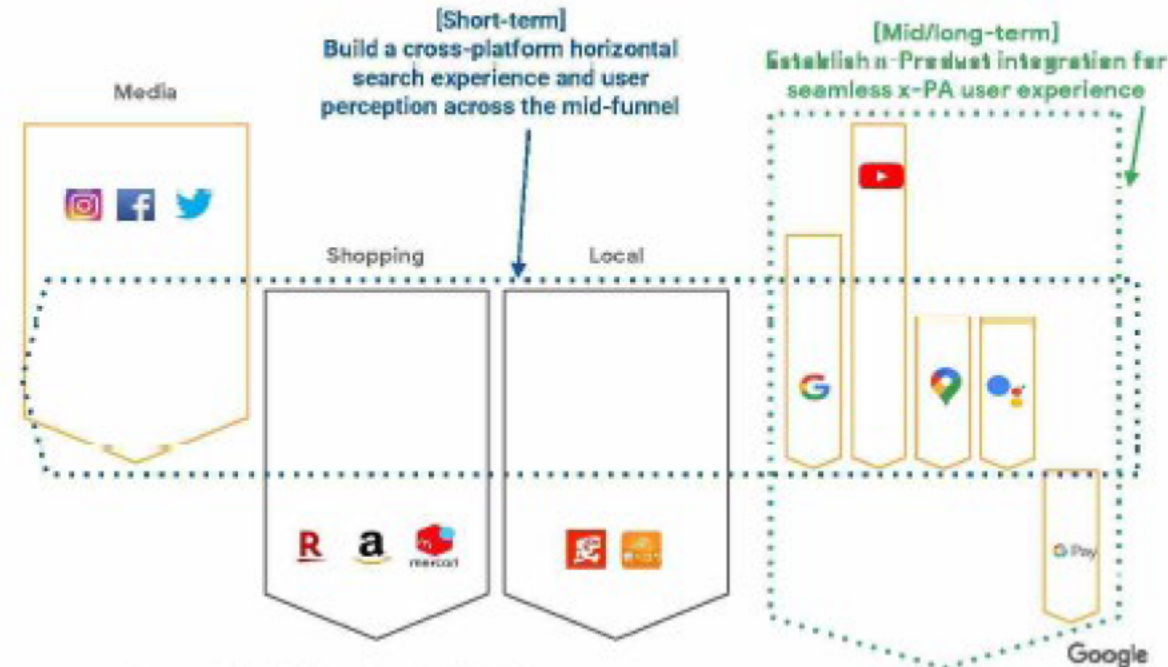 [Short-term]
Build a cross-platform horizontal
search experience and user
perception across the mid-funnel
[Mid/long-term]
Establish n-Product integration for
seamless x-PA user experience
Media
Shopping
Local
R
a
mercari
G Pay
Google